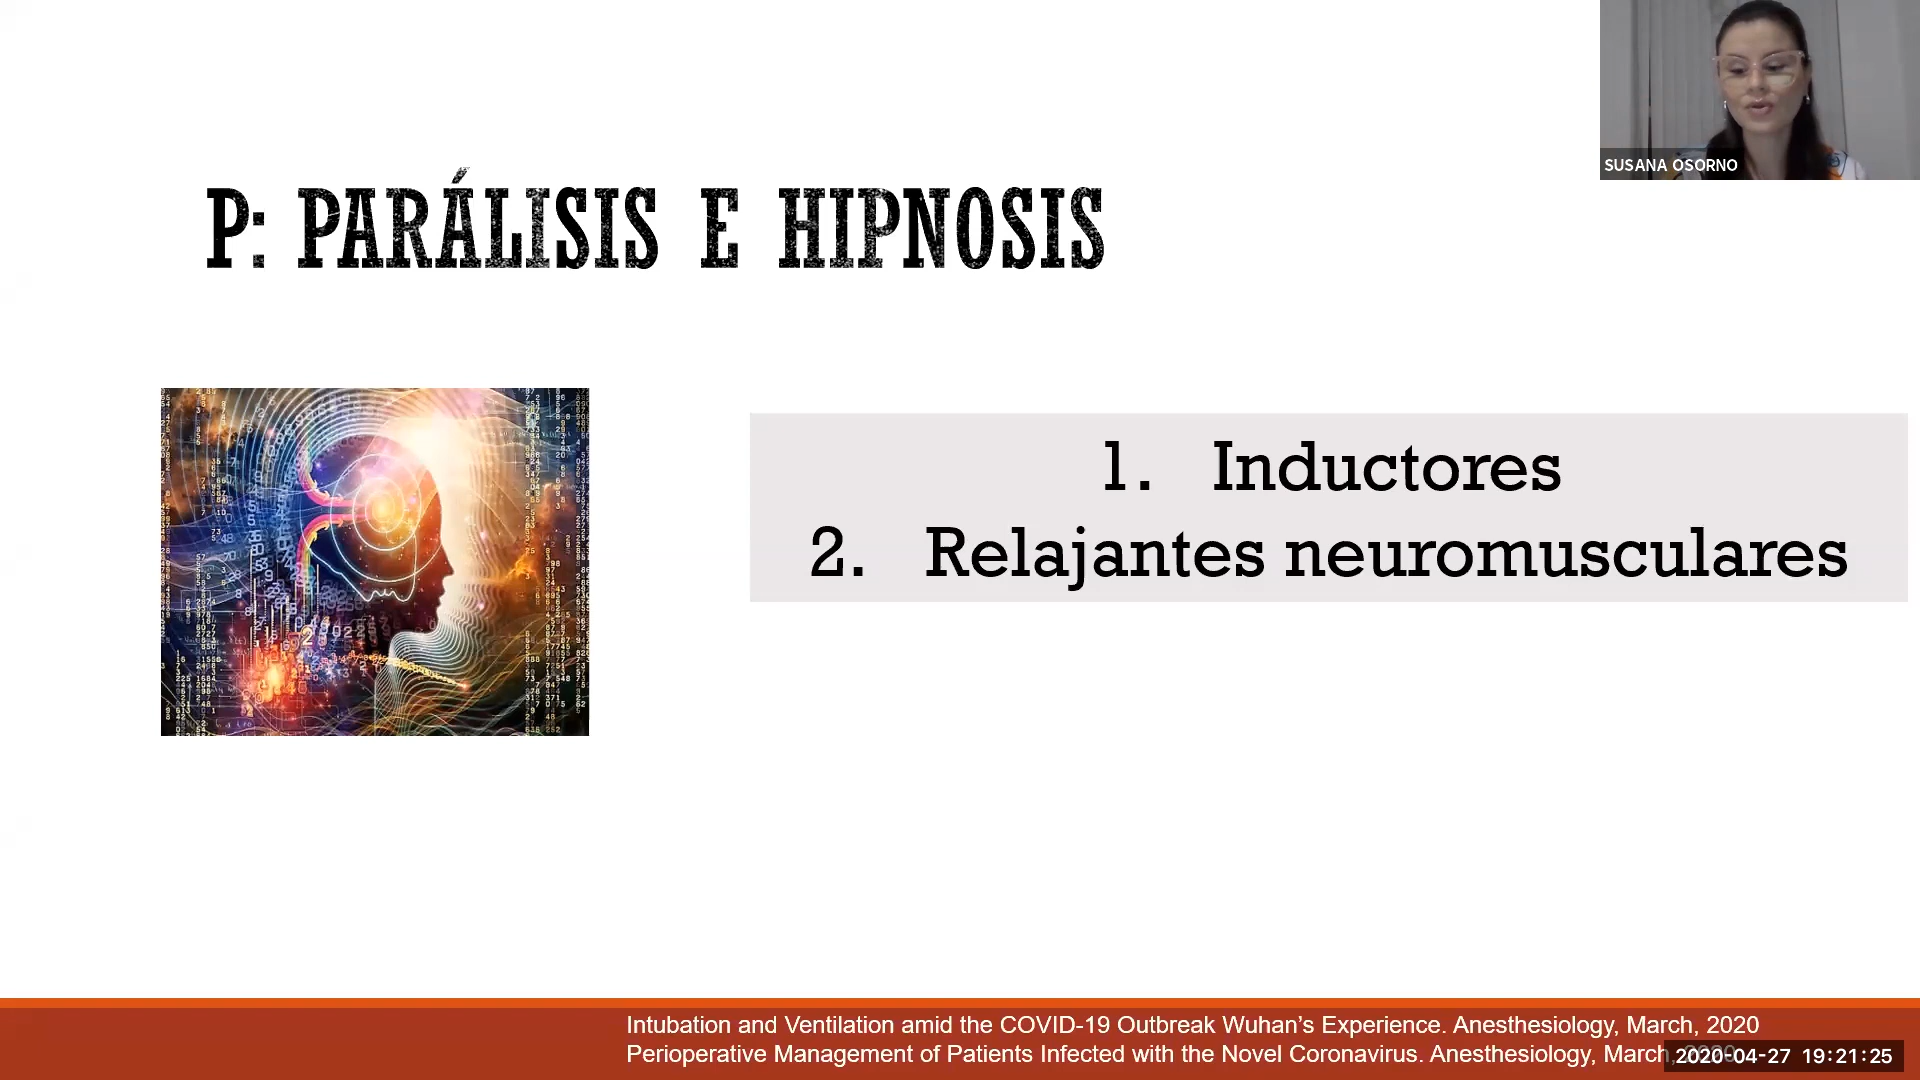 SUSANA OSORNO
P: PARÁLISIS E HIPNOSIS
1. Inductores
2. Relajantes neuromusculares
Intubation and Ventilation amid the COVID-19 Outbreak Wuhan’s Experience. Anesthesiology, March, 2020
Perioperative Management of Patients Infected with the Novel Coronavirus. Anesthesiology, March, 2020
2020-04-27 19:21:25